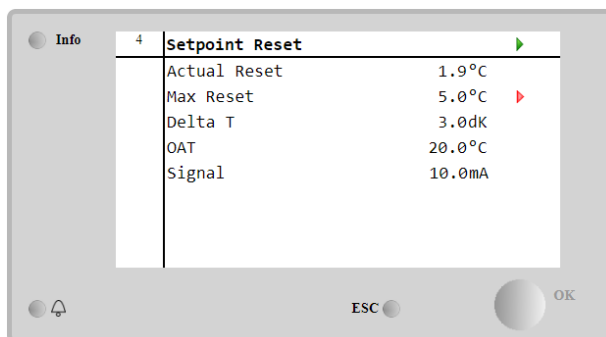 Info
4 Setpoint Reset
Actual Reset 1.9°C
Max Reset 5.0°C
Delta T 3.0dK
OAT 20.0°C
Signal 10.0mA
ESC OK